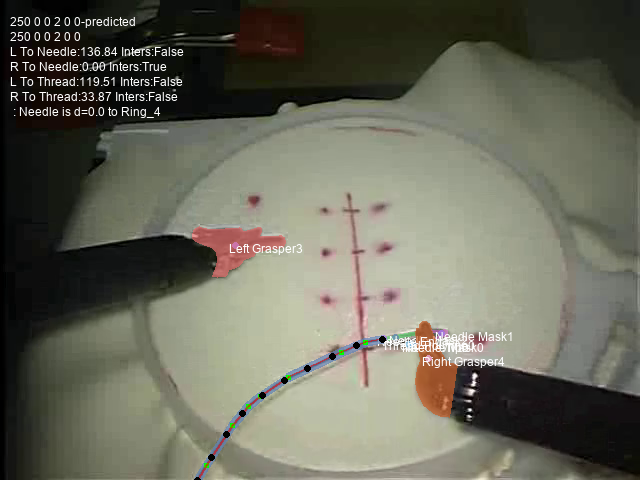 250 0 0 2 0 0-predicted
250 0 0 2 0 0
L To Needle:136.84 Inters:False
R To Needle:0.00 Inters:True
L To Thread:119.51 Inters:False
R To Thread:33.87 Inters:False
: Needle is d=0.0 to Ring_4
Left Grasper3
Needle Mask1
Right Grasper4